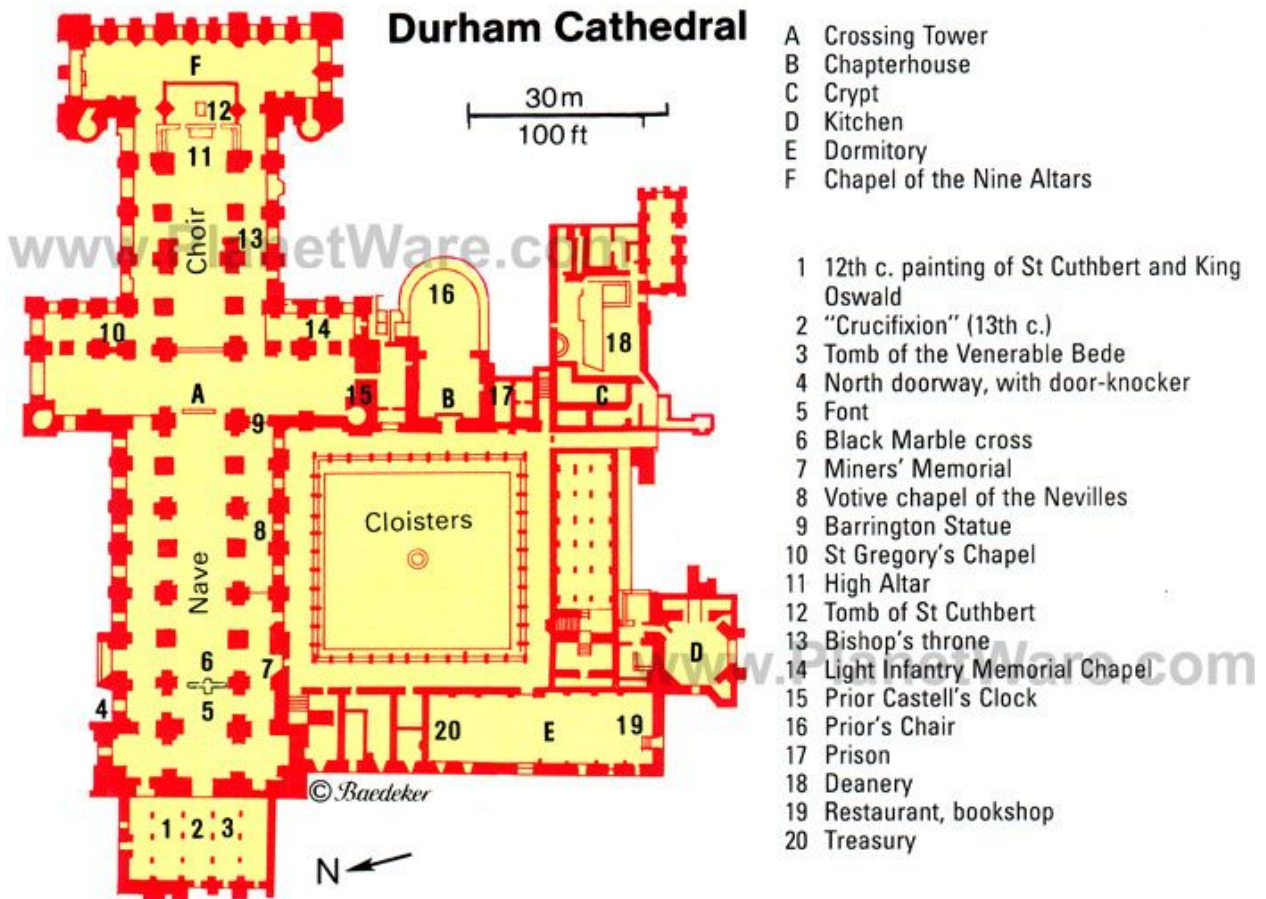 Durham Cathedral
30 m
100 ft
A Crossing Tower
B Chapterhouse
C Crypt
D Kitchen
E Dormitory
F Chapel of the Nine Altars
1 12th c. painting of St Cuthbert and King
Oswald
2 "Crucifixion" (13th c.)
3 Tomb of the Venerable Bede
4 North doorway, with door-knocker
5 Font
6 Black Marble cross
7 Miners' Memorial
8 Votive chapel of the Nevilles
9 Barrington Statue
10 St Gregory's Chapel
11 High Altar
12 Tomb of St Cuthbert
13 Bishop's throne
14 Light Infantry Memorial Chapel
15 Prior Castell's Clock
16 Prior's Chair
17 Prison
18 Deanery
19 Restaurant, bookshop
20 Treasury
F
12
11
Choir
13
www.PlanetWare.com
16
10
14
18
A
15
B
17
C
9
Cloisters
8
Nave
6
7
D
www.PlanetWare.com
4
5
20
E
19
© Baedeker
1 2 3
N